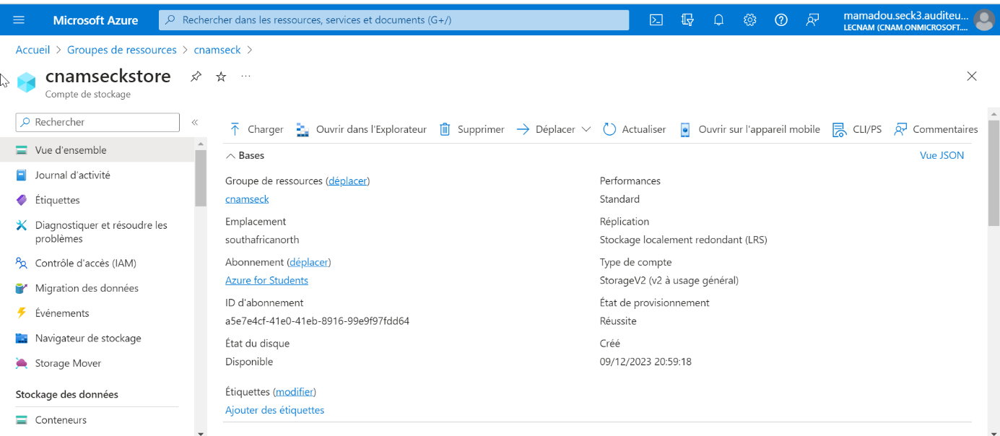 Microsoft Azure
Rechercher dans les ressources, services et documents (G+/)
mamadou.seck3.auditeu...
LECNAM (CNAM.ONMICROSOFT....
Accueil > Groupes de ressources > cnamseck >
cnamseckstore ...
Compte de stockage
Rechercher
«
Vue d'ensemble
Journal d'activité
Étiquettes
Diagnostiquer et résoudre les
problèmes
Contrôle d'accès (IAM)
Migration des données
Événements
Navigateur de stockage
Storage Mover
Stockage des données
Conteneurs
Charger Ouvrir dans l'Explorateur Supprimer Déplacer Actualiser Ouvrir sur l'appareil mobile CLI/PS Commentaires
Bases
Vue JSON
Groupe de ressources (déplacer)
cnamseck
Emplacement
southafricanorth
Abonnement (déplacer)
Azure for Students
ID d'abonnement
a5e7e4cf-41e0-41eb-8916-99e9f97fdd64
État du disque
Disponible
Performances
Standard
Réplication
Stockage localement redondant (LRS)
Type de compte
StorageV2 (v2 à usage général)
État de provisionnement
Réussite
Créé
09/12/2023 20:59:18
Étiquettes (modifier)
Ajouter des étiquettes